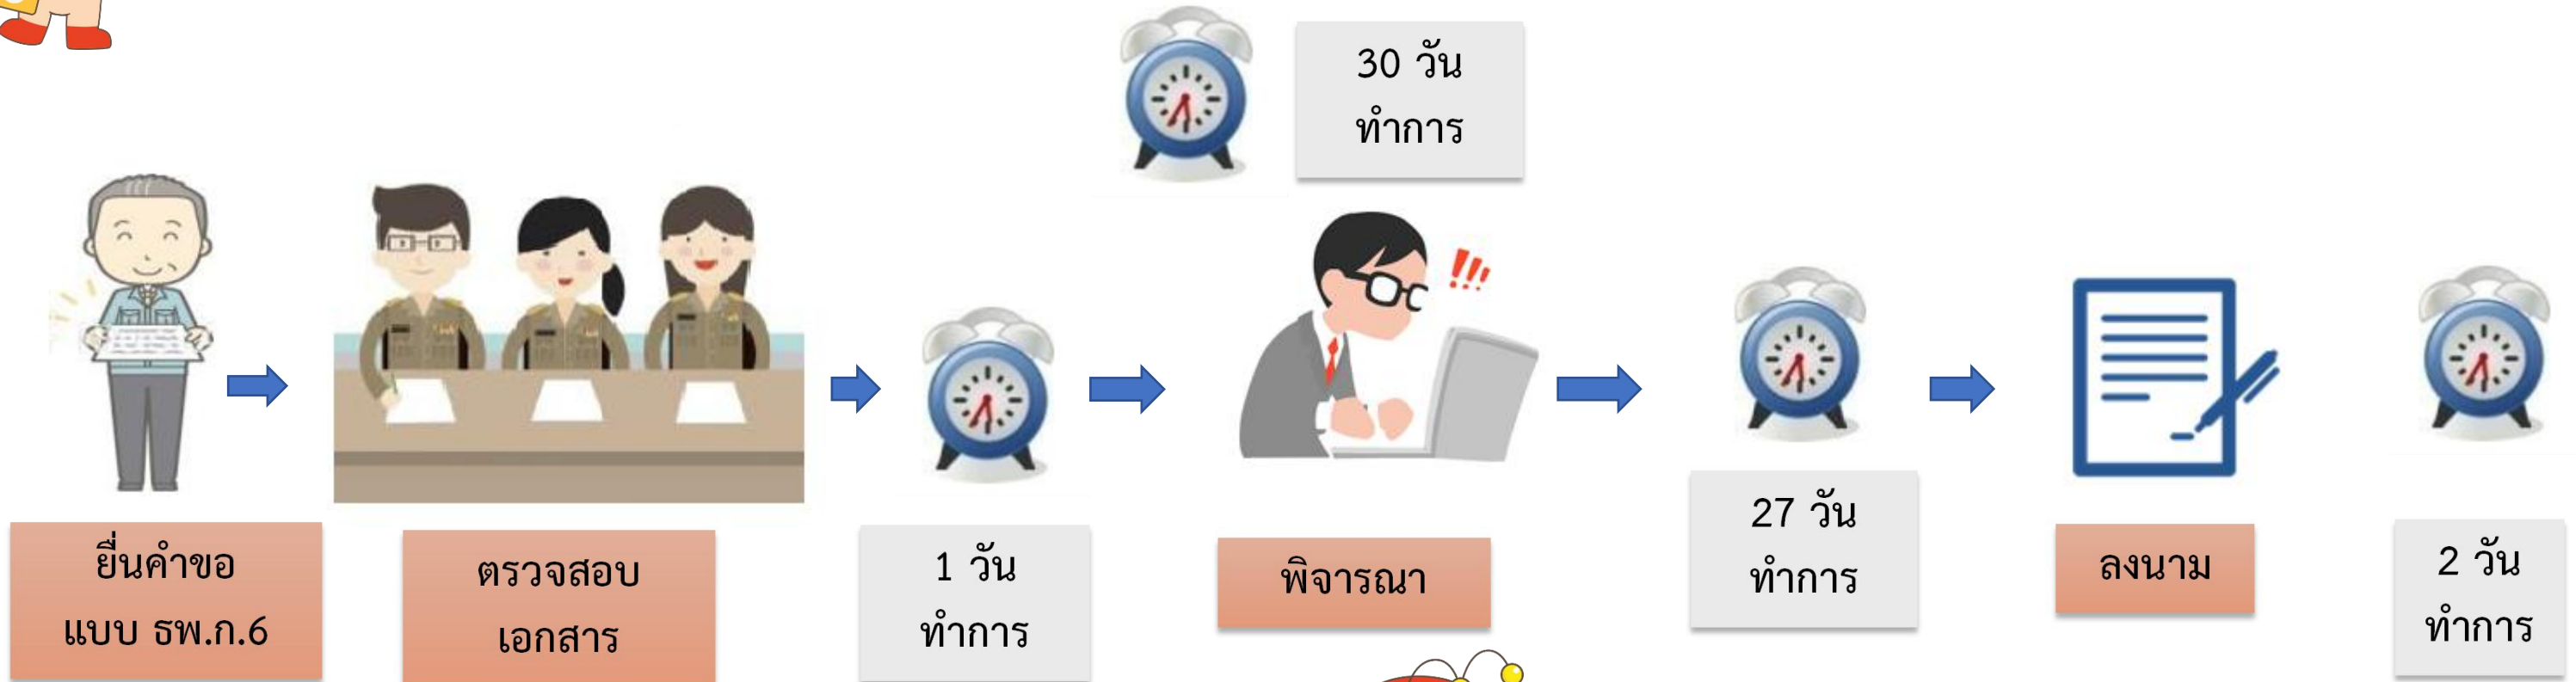 30 วัน
ทำการ
ยื่นคำขอ
แบบ ธพ.ก.6
ตรวจสอบ
เอกสาร
1 วัน
ทำการ
พิจารณา
27 วัน
ทำการ
ลงนาม
2 วัน
ทำการ